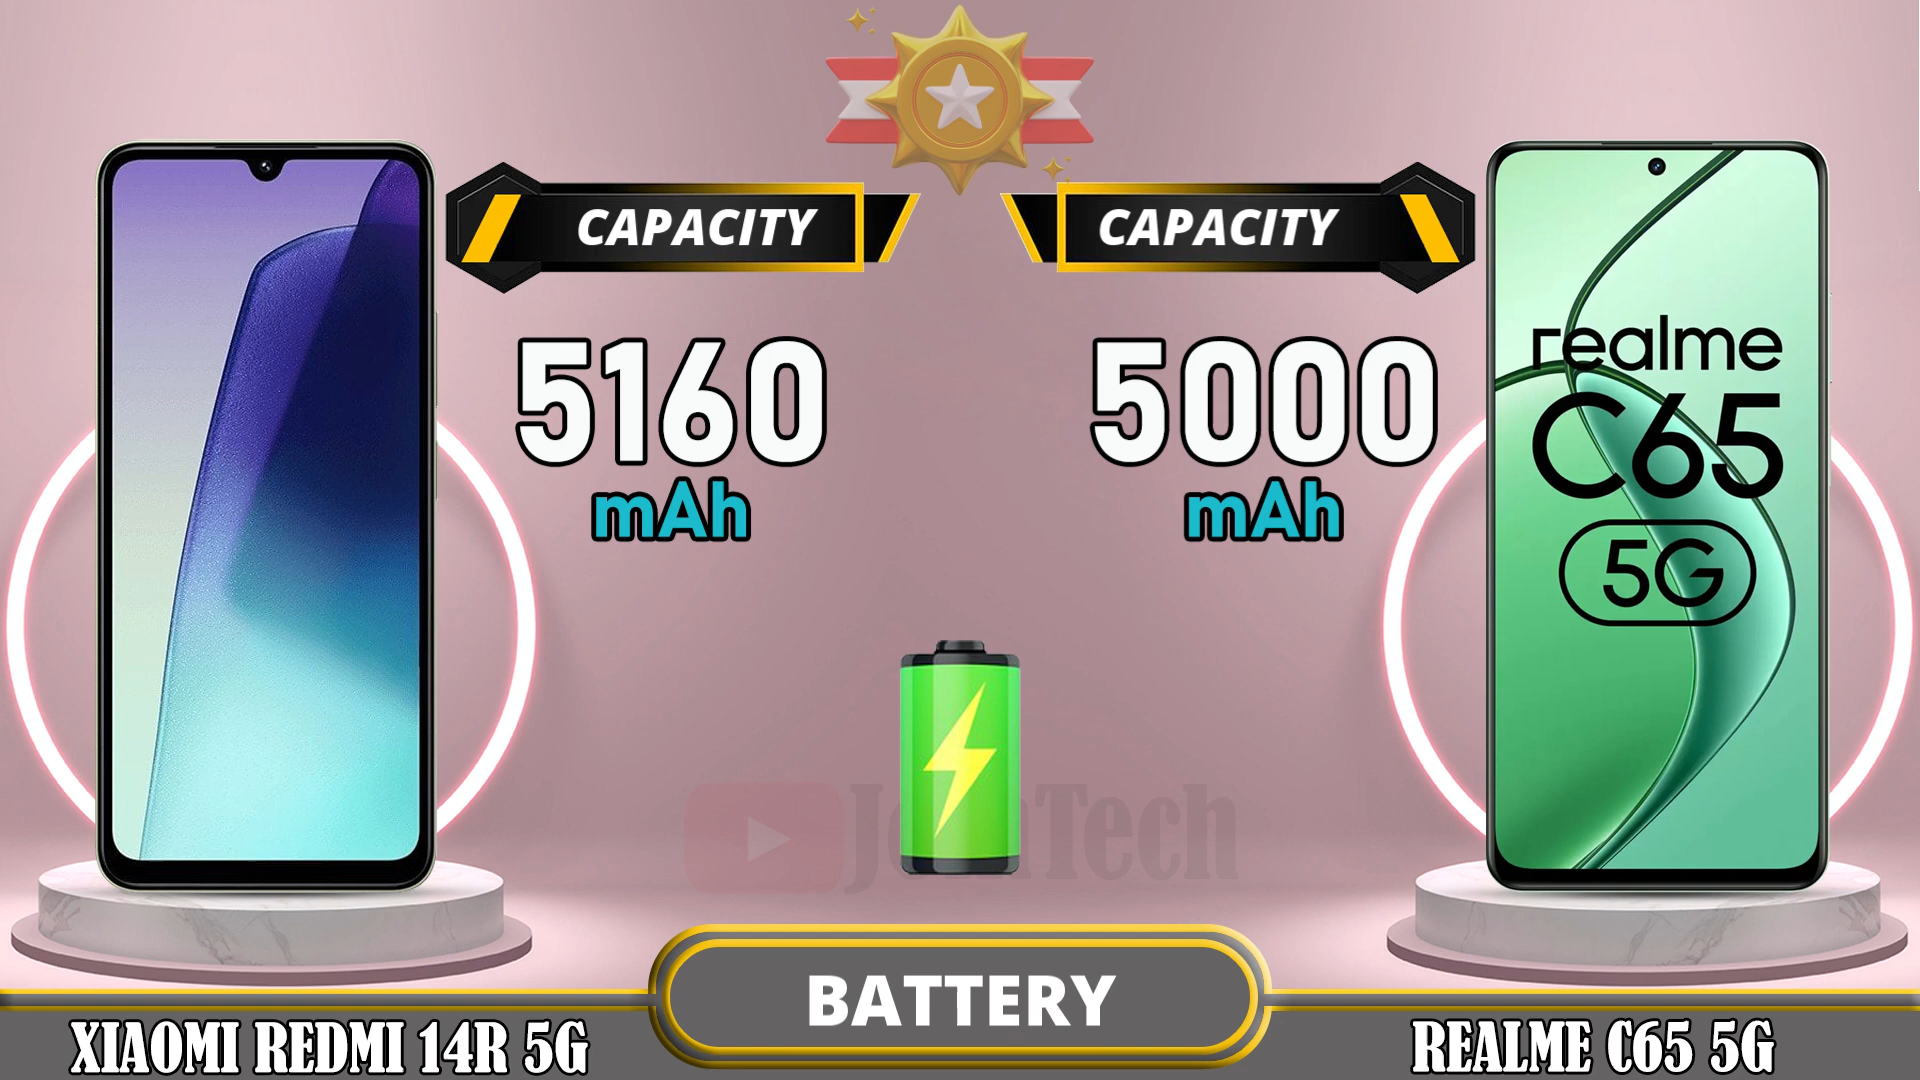 CAPACITY
CAPACITY
5160
mAh
5000
mAh
realme
C65
5G
BATTERY
XIAOMI REDMI 14R 5G
REALME C65 5G